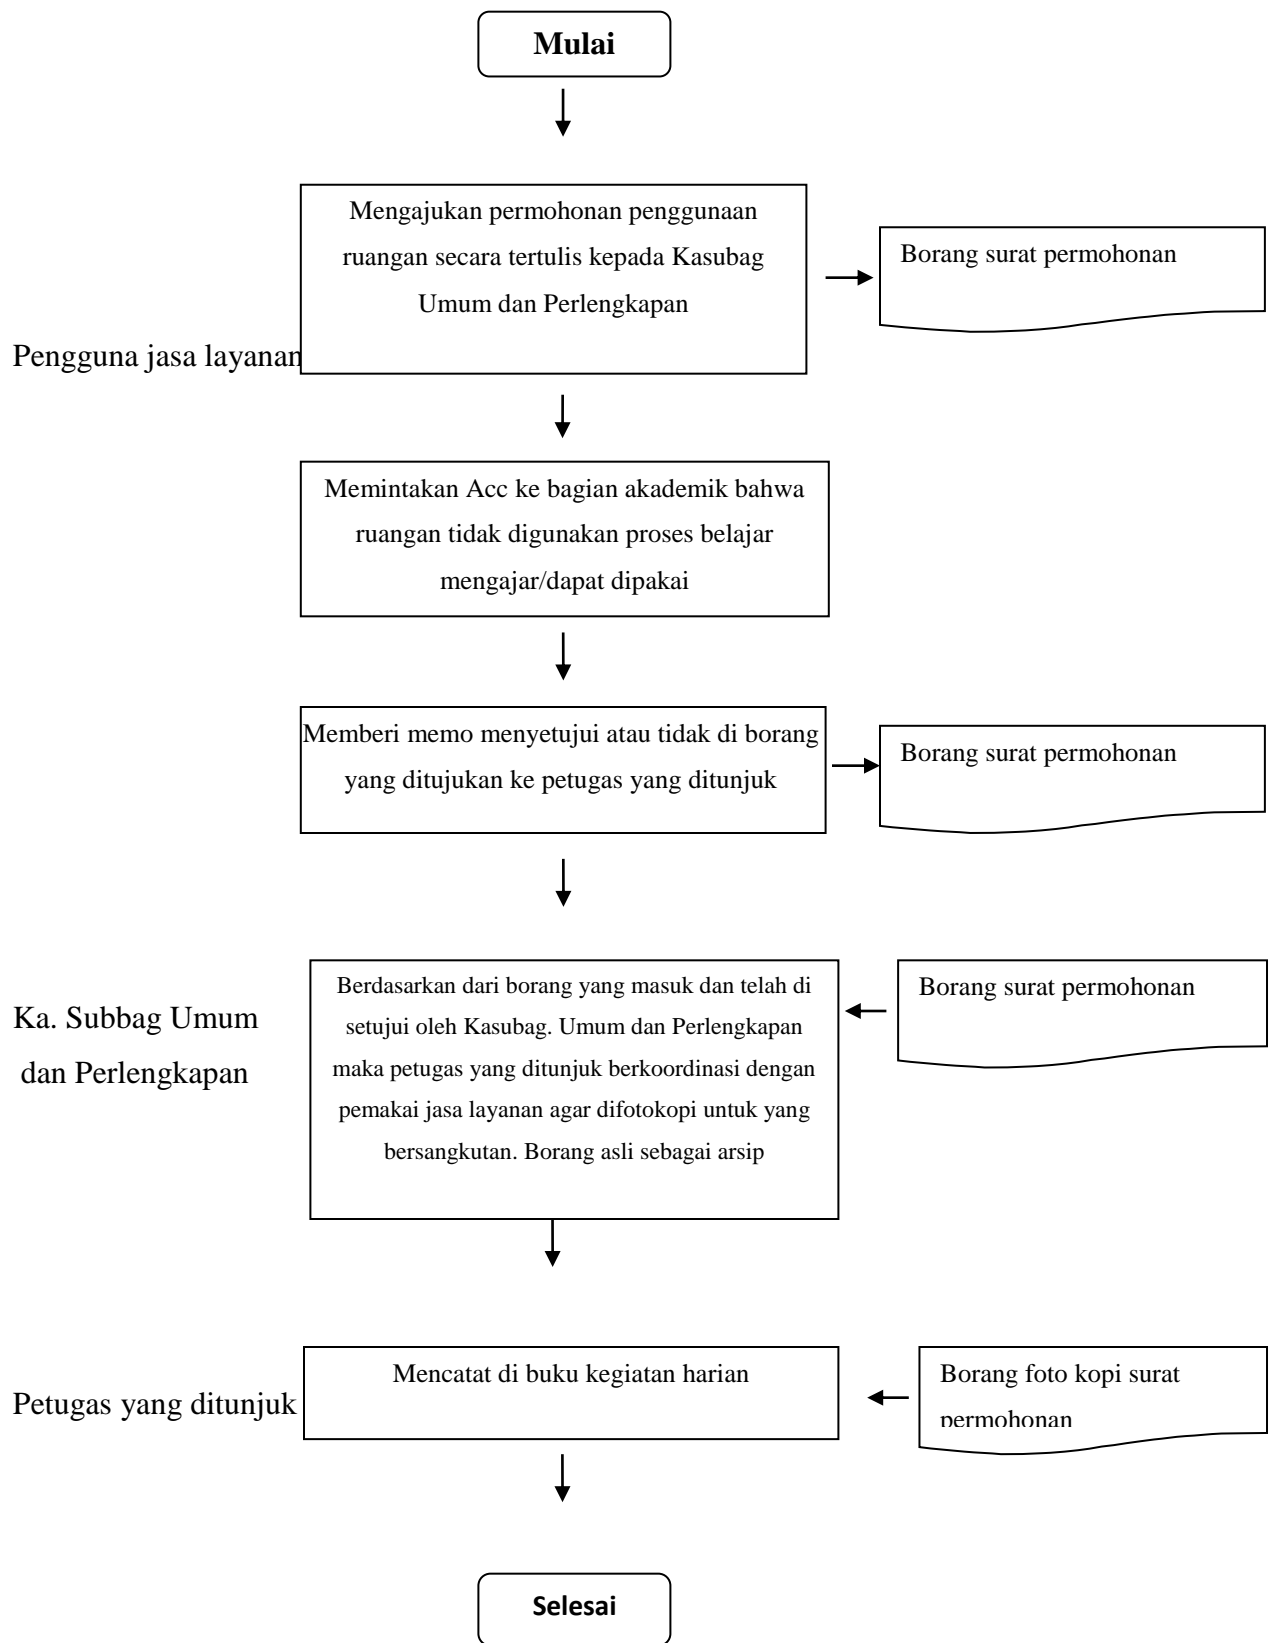 Mulai
Mengajukan permohonan penggunaan
ruangan secara tertulis kepada Kasubag
Umum dan Perlengkapan
Borang surat permohonan
Pengguna jasa layanan
Memintakan Acc ke bagian akademik bahwa
ruangan tidak digunakan proses belajar
mengajar/dapat dipakai
Memberi memo menyetujui atau tidak di borang
yang ditujukan ke petugas yang ditunjuk
Borang surat permohonan
Ka. Subbag Umum
dan Perlengkapan
Berdasarkan dari borang yang masuk dan telah di
setujui oleh Kasubag. Umum dan Perlengkapan
maka petugas yang ditunjuk berkoordinasi dengan
pemakai jasa layanan agar difotokopi untuk yang
bersangkutan. Borang asli sebagai arsip
Borang surat permohonan
Petugas yang ditunjuk
Mencatat di buku kegiatan harian
Borang foto kopi surat
permohonan
Selesai